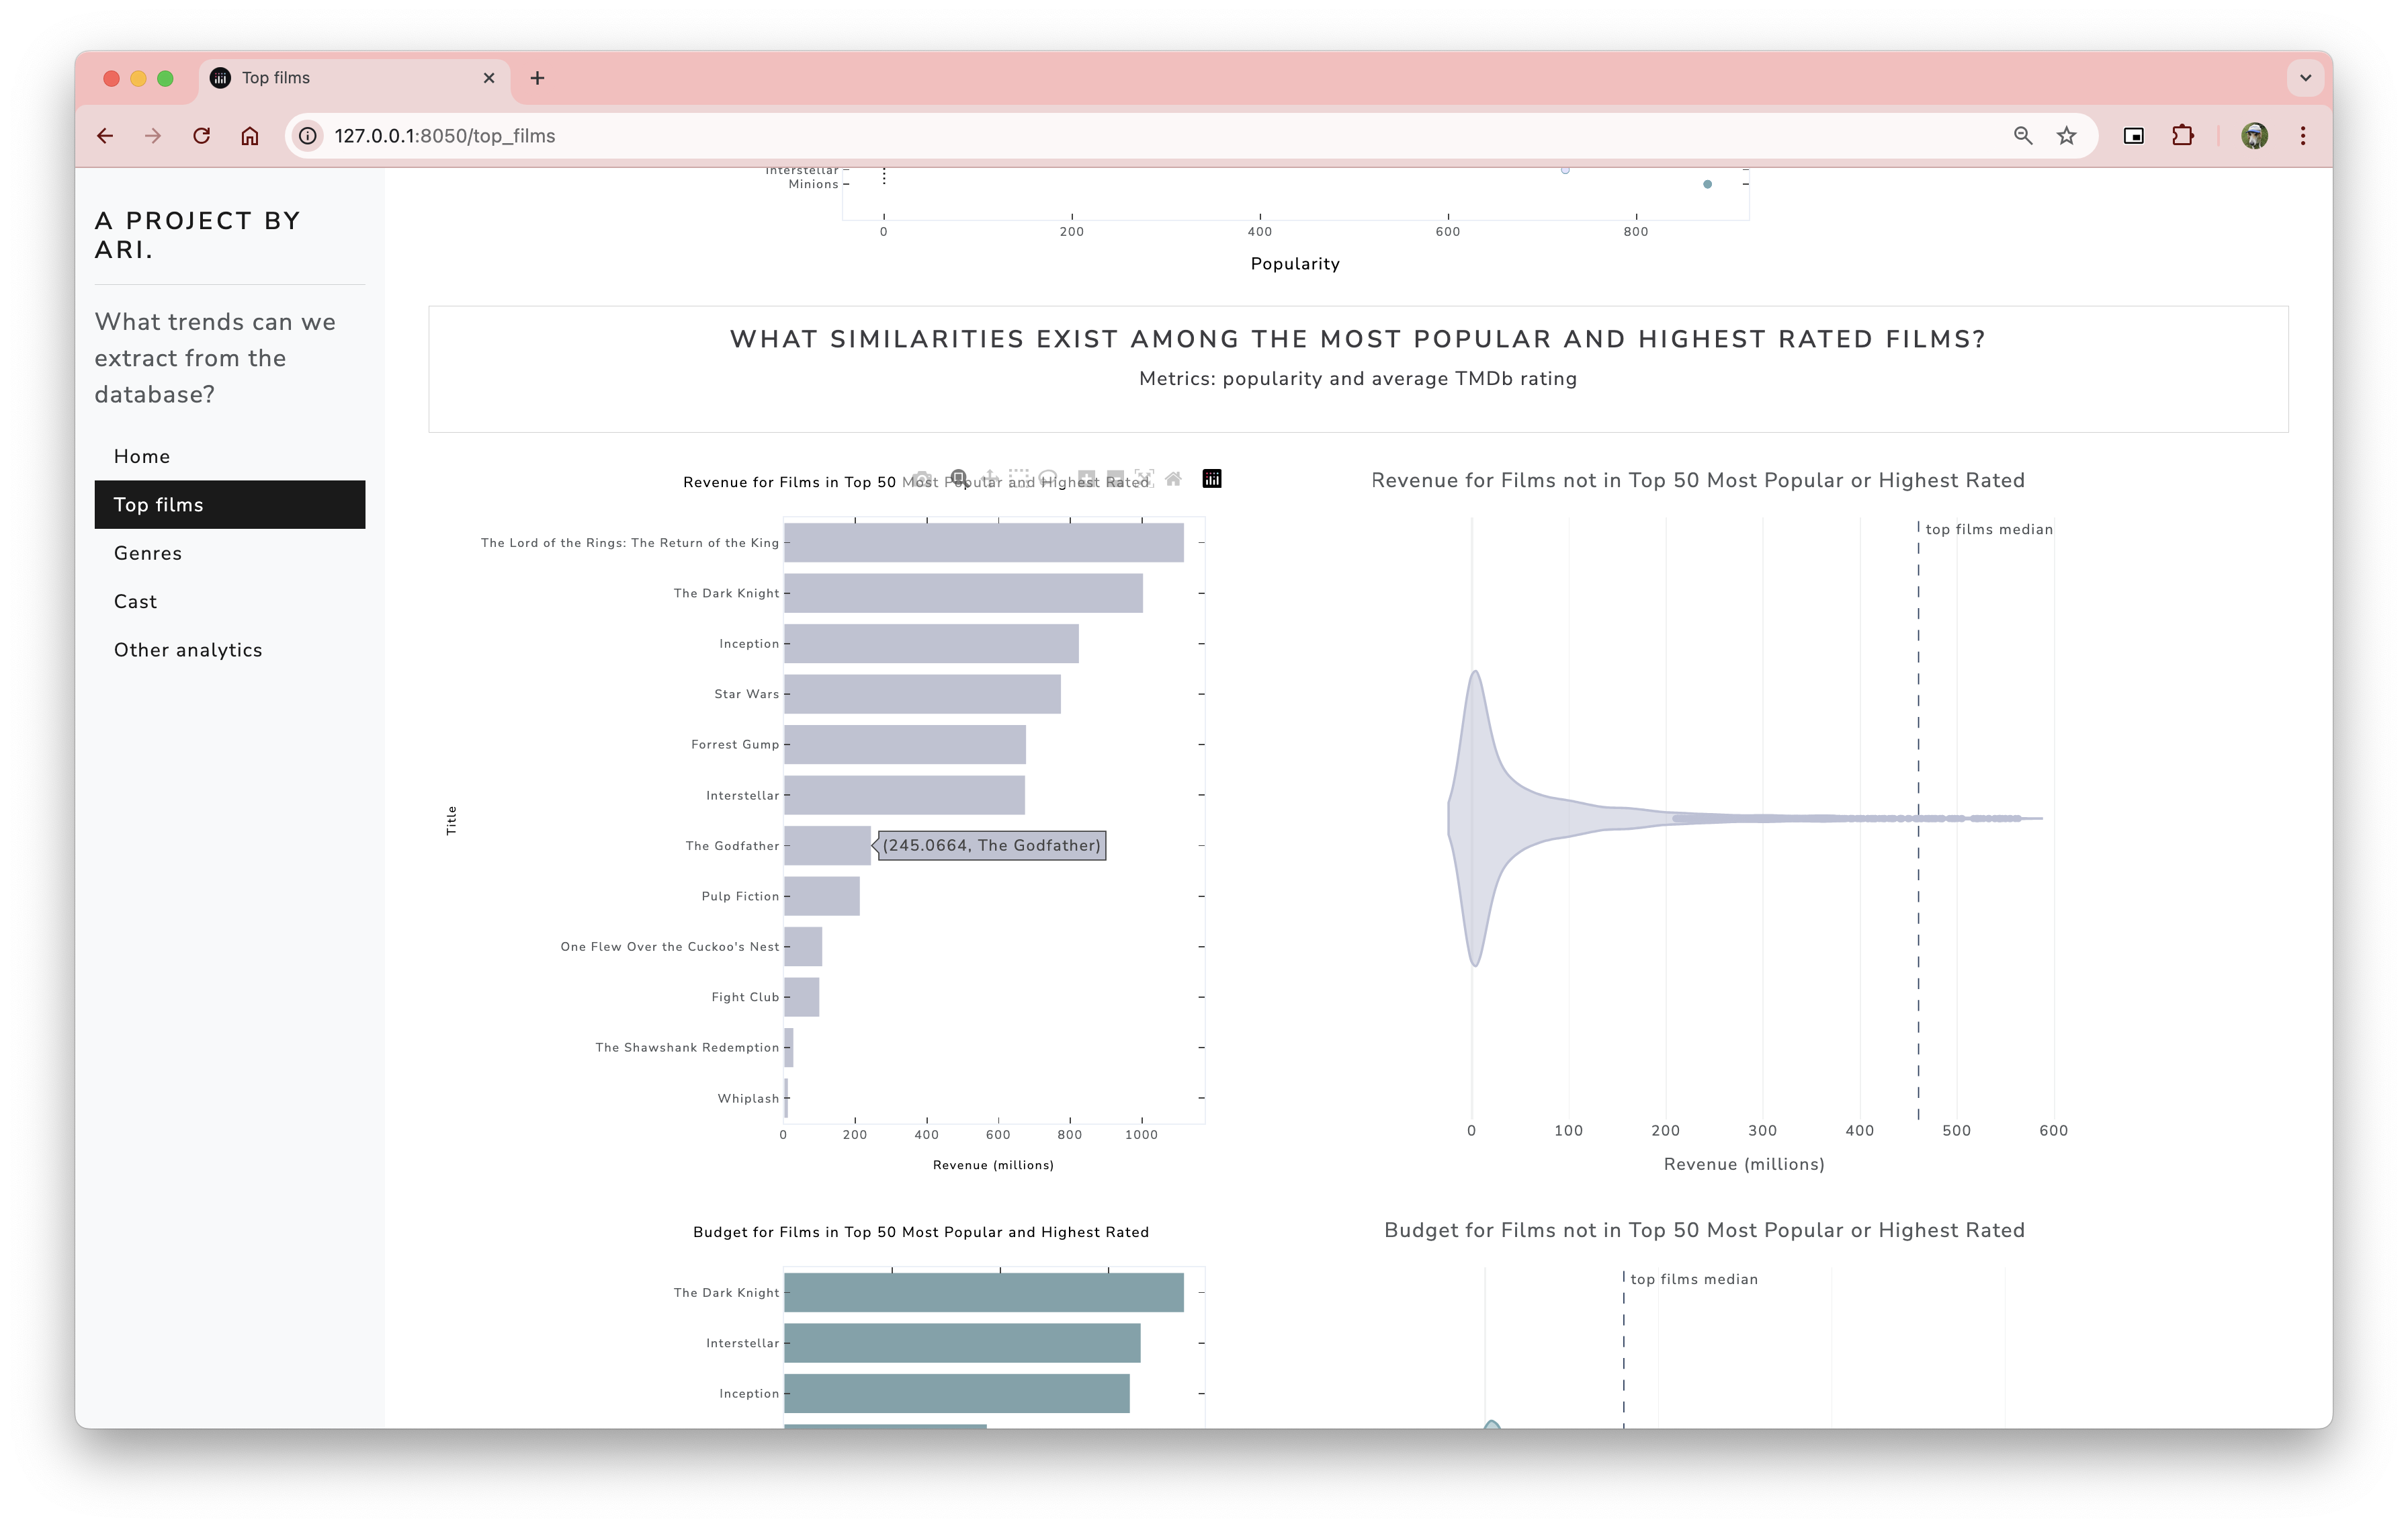 Top films
127.0.0.1:8050/top_films
A PROJECT BY
ARI.
What trends can we
extract from the
database?
Home
Top films
Genres
Cast
Other analytics
Interstellar
Minions
0 200 400 600 800
Popularity
WHAT SIMILARITIES EXIST AMONG THE MOST POPULAR AND HIGHEST RATED FILMS?
Metrics: popularity and average TMDb rating
Revenue for Films in Top 50 Most Popular and Highest Rated
Title
The Lord of the Rings: The Return of the King
The Dark Knight
Inception
Star Wars
Forrest Gump
Interstellar
The Godfather
(245.0664, The Godfather)
Pulp Fiction
One Flew Over the Cuckoo's Nest
Fight Club
The Shawshank Redemption
Whiplash
0 200 400 600 800 1000
Revenue (millions)
Revenue for Films not in Top 50 Most Popular or Highest Rated
top films median
0 100 200 300 400 500 600
Revenue (millions)
Budget for Films in Top 50 Most Popular and Highest Rated
The Dark Knight
Interstellar
Inception
Budget for Films not in Top 50 Most Popular or Highest Rated
top films median